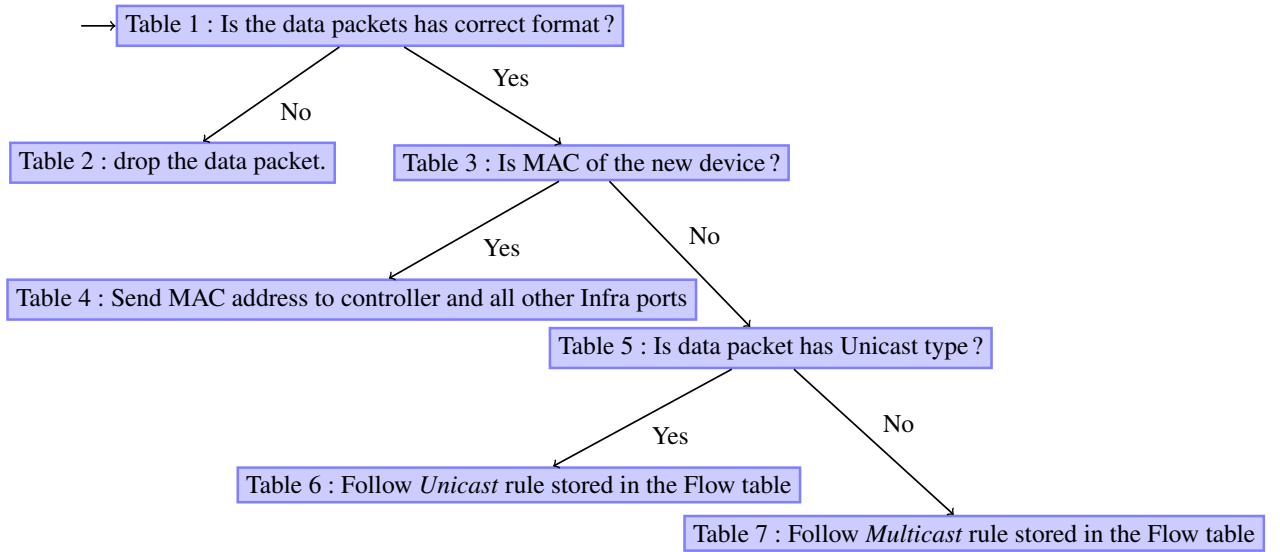 Table 1 : Is the data packets has correct format ?
Yes
No
Table 2 : drop the data packet.
Table 3 : Is MAC of the new device ?
Yes
No
Table 4 : Send MAC address to controller and all other Infra ports
Table 5 : Is data packet has Unicast type ?
Yes
No
Table 6 : Follow Unicast rule stored in the Flow table
Table 7 : Follow Multicast rule stored in the Flow table